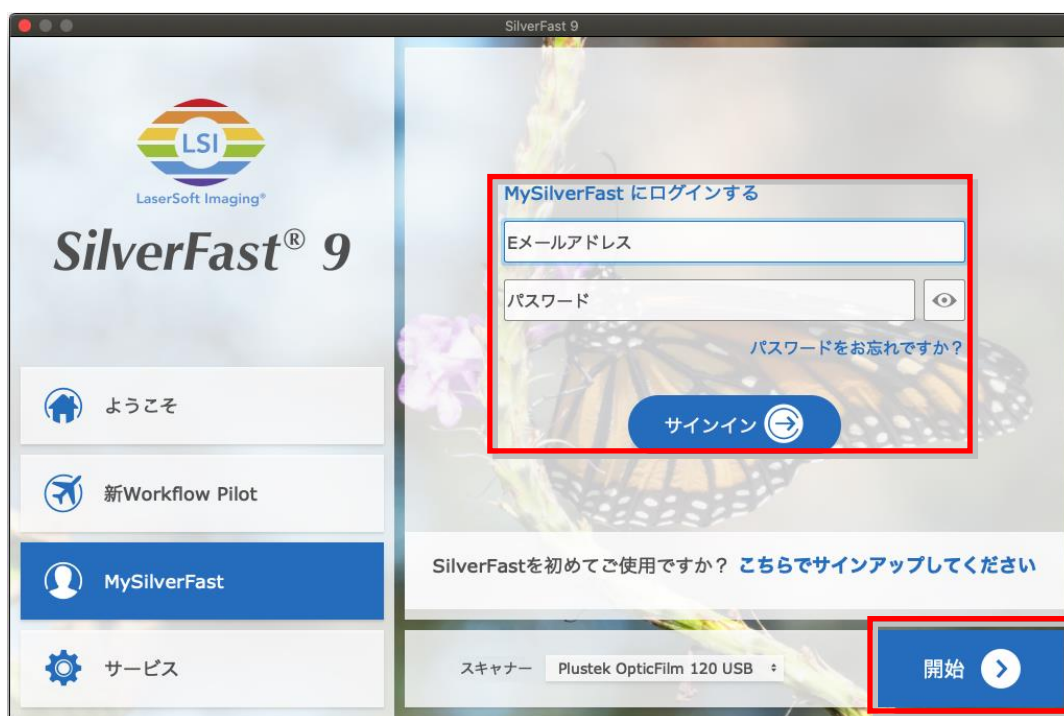 SilverFast 9
LSI
LaserSoft Imaging®
SilverFast® 9
ようこそ
新Workflow Pilot
MySilverFast
サービス
MySilverFast にログインする
Eメールアドレス
パスワード
パスワードをお忘れですか？
サインイン
SilverFastを初めてご使用ですか？ こちらでサインアップしてください
スキャナー Plustek OpticFilm 120 USB
開始